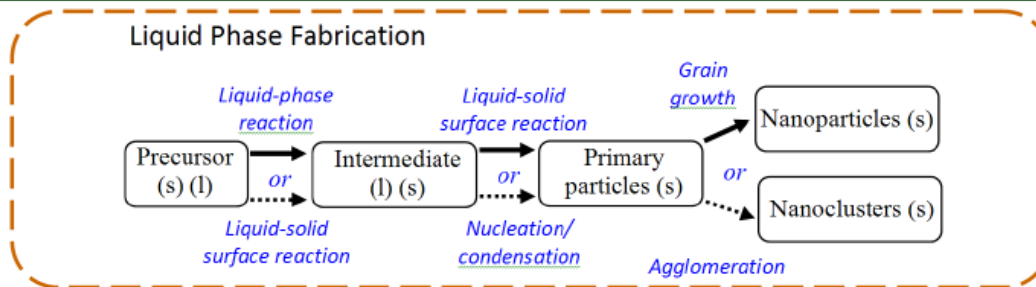 Liquid Phase Fabrication
Liquid-phase
reaction
Liquid-solid
surface reaction
Grain
growth
Precursor
(s) (l)
or
Intermediate
(l) (s)
or
Primary
particles (s)
or
Nanoparticles (s)
Nanoclusters (s)
Liquid-solid
surface reaction
Nucleation/
condensation
Agglomeration